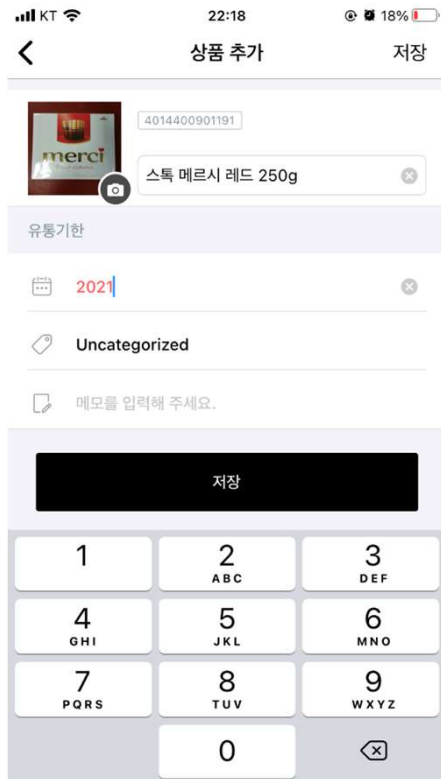 KT 22:18 18%
상품 추가 저장
merci
4014400901191
스톡 메르시 레드 250g
유통기한
2021
Uncategorized
메모를 입력해 주세요.
저장
1 2 3
ABC DEF
4 5 6
GHI JKL MNO
7 8 9
PQRS TUV WXYZ
0